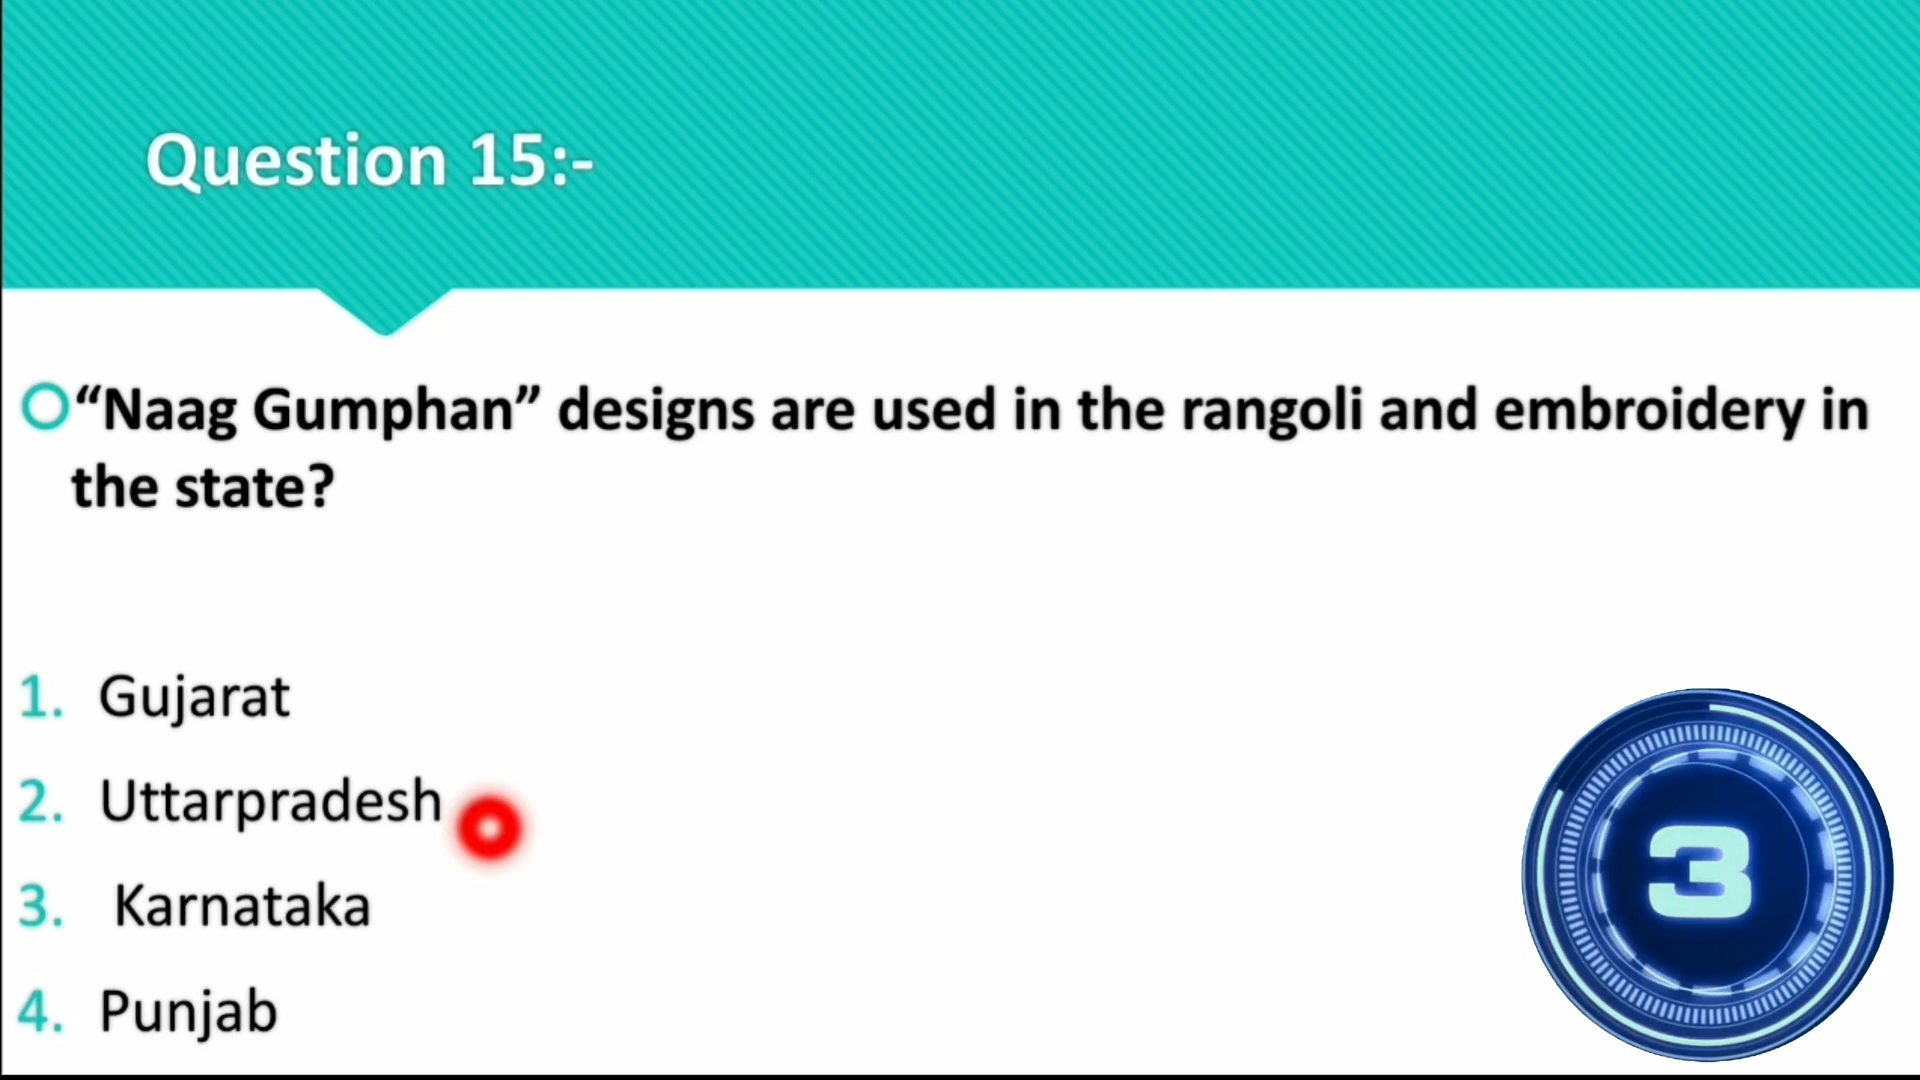 Question 15:-
“Naag Gumphan” designs are used in the rangoli and embroidery in
the state?
1. Gujarat
2. Uttarpradesh
3. Karnataka
4. Punjab
3